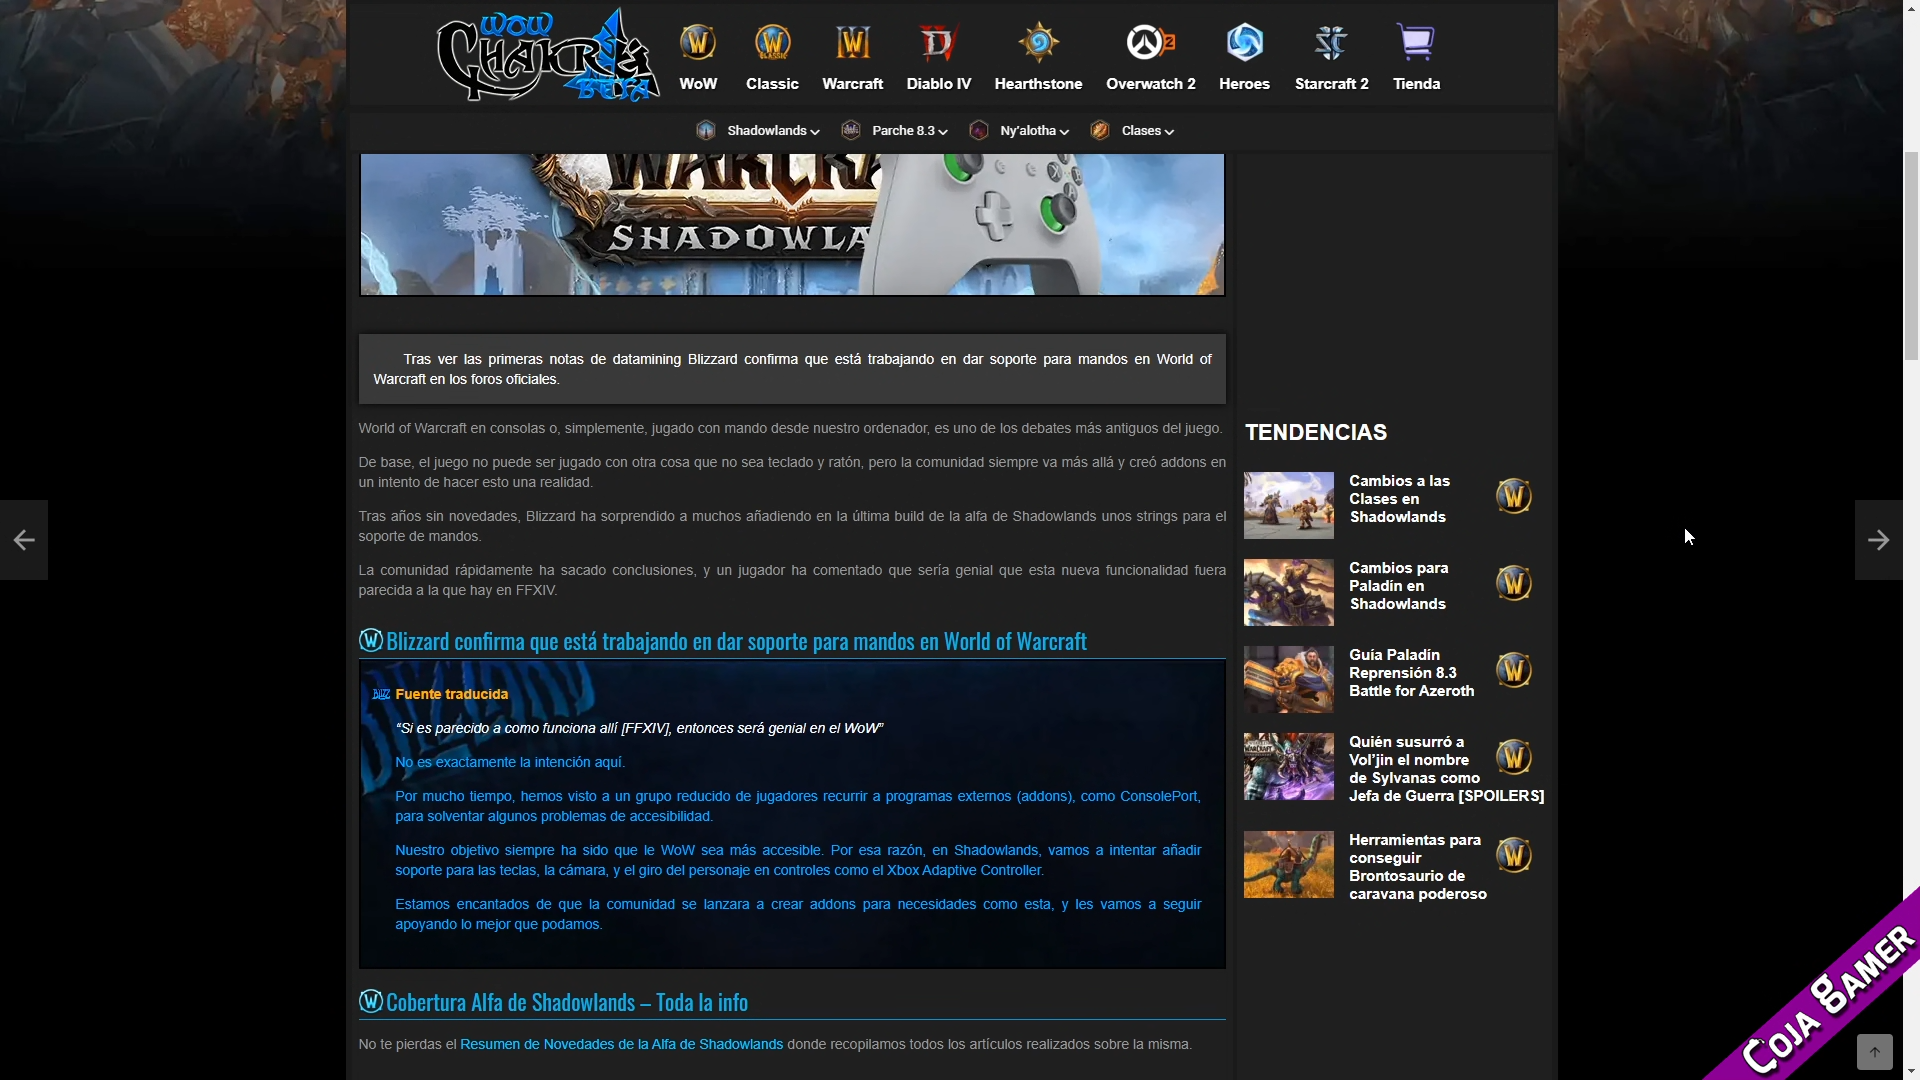 WOW
CHAKRA
BETA
WoW
Classic
Warcraft
Diablo IV
Hearthstone
Overwatch 2
Heroes
Starcraft 2
Tienda
Shadowlands
Parche 8.3
Ny'alotha
Clases
SHADOWLA
Tras ver las primeras notas de datamining Blizzard confirma que está trabajando en dar soporte para mandos en World of
Warcraft en los foros oficiales.
World of Warcraft en consolas o, simplemente, jugado con mando desde nuestro ordenador, es uno de los debates más antiguos del juego.
De base, el juego no puede ser jugado con otra cosa que no sea teclado y ratón, pero la comunidad siempre va más allá y creó addons en
un intento de hacer esto una realidad.
Tras años sin novedades, Blizzard ha sorprendido a muchos añadiendo en la última build de la alfa de Shadowlands unos strings para el
soporte de mandos.
La comunidad rápidamente ha sacado conclusiones, y un jugador ha comentado que sería genial que esta nueva funcionalidad fuera
parecida a la que hay en FFXIV.
Blizzard confirma que está trabajando en dar soporte para mandos en World of Warcraft
Fuente traducida
“Si es parecido a como funciona allí [FFXIV], entonces será genial en el WoW”
No es exactamente la intención aquí.
Por mucho tiempo, hemos visto a un grupo reducido de jugadores recurrir a programas externos (addons), como ConsolePort,
para solventar algunos problemas de accesibilidad.
Nuestro objetivo siempre ha sido que le WoW sea más accesible. Por esa razón, en Shadowlands, vamos a intentar añadir
soporte para las teclas, la cámara, y el giro del personaje en controles como el Xbox Adaptive Controller.
Estamos encantados de que la comunidad se lanzara a crear addons para necesidades como esta, y les vamos a seguir
apoyando lo mejor que podamos.
Cobertura Alfa de Shadowlands – Toda la info
No te pierdas el Resumen de Novedades de la Alfa de Shadowlands donde recopilamos todos los artículos realizados sobre la misma.
TENDENCIAS
Cambios a las
Clases en
Shadowlands
Cambios para
Paladín en
Shadowlands
Guía Paladín
Reprensión 8.3
Battle for Azeroth
Quién susurró a
Vol’jin el nombre
de Sylvanas como
Jefa de Guerra [SPOILERS]
Herramientas para
conseguir
Brontosaurio de
caravana poderoso
COJA GAMER